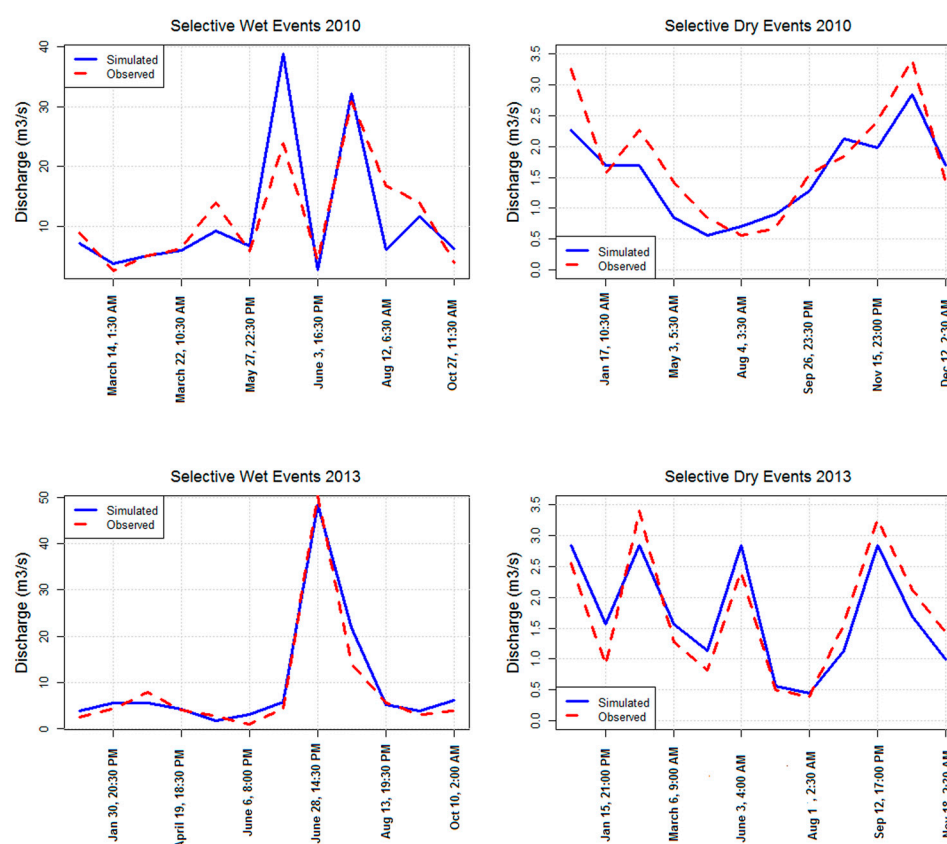 Selective Wet Events 2010
Discharge (m3/s)
40
30
20
10
Simulated
Observed
March 14, 1:30 AM
March 22, 10:30 AM
May 27, 22:30 PM
June 3, 16:30 PM
Aug 12, 6:30 AM
Oct 27, 11:30 AM
Selective Dry Events 2010
Discharge (m3/s)
3.5
3.0
2.5
2.0
1.5
1.0
0.5
0.0
Simulated
Observed
Jan 17, 10:30 AM
May 3, 5:30 AM
Aug 4, 3:30 AM
Sep 26, 23:30 PM
Nov 15, 23:00 PM
Dec 12, 2:30 AM
Selective Wet Events 2013
Discharge (m3/s)
50
40
30
20
10
0
Simulated
Observed
Jan 30, 20:30 PM
April 19, 18:30 PM
June 6, 8:00 PM
June 28, 14:30 PM
Aug 13, 19:30 PM
Oct 10, 2:00 AM
Selective Dry Events 2013
Discharge (m3/s)
3.5
3.0
2.5
2.0
1.5
1.0
0.5
0.0
Simulated
Observed
Jan 15, 21:00 PM
March 6, 9:00 AM
June 3, 4:00 AM
Aug 1 , 2:30 AM
Sep 12, 17:00 PM